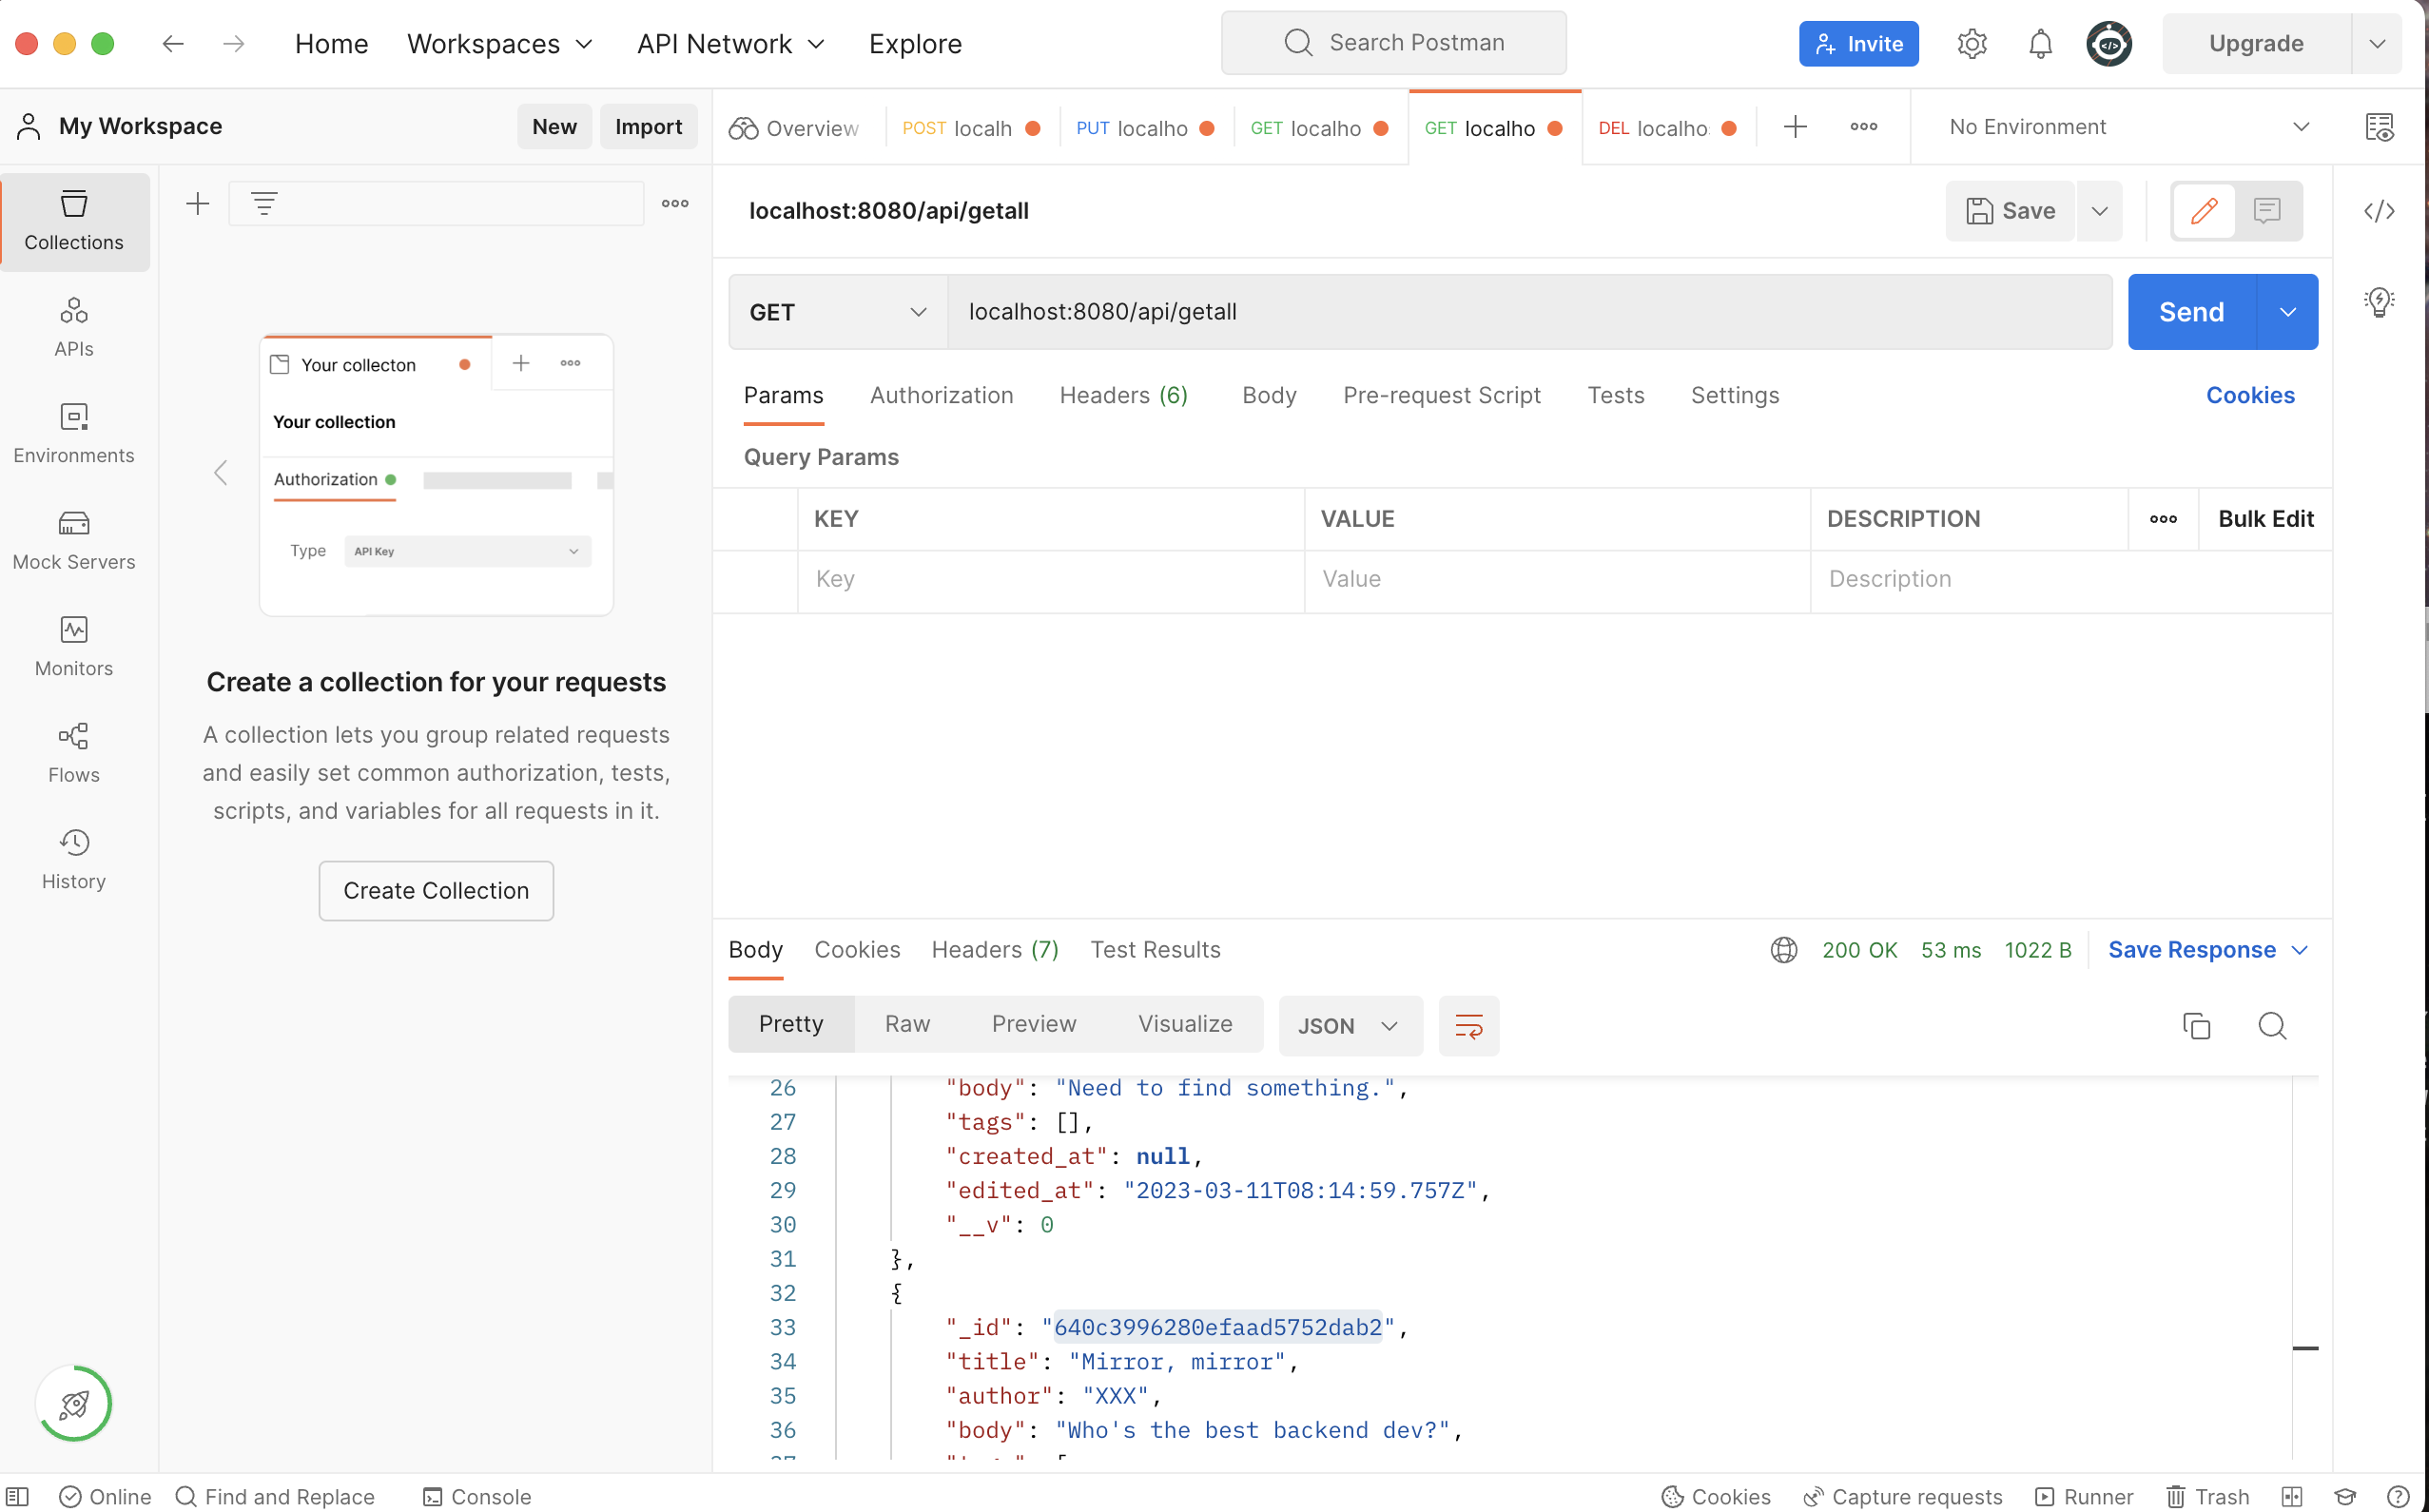 Home Workspaces API Network Explore Search Postman Invite Upgrade
My Workspace New Import
Overview POST localh PUT localho GET localho GET localho DEL localho No Environment
Collections
APIs
Environments
Mock Servers
Monitors
Flows
History
Your collecton
Your collection
Authorization
Type API Key
Create a collection for your requests
A collection lets you group related requests
and easily set common authorization, tests,
scripts, and variables for all requests in it.
Create Collection
localhost:8080/api/getall Save
GET localhost:8080/api/getall Send
Params Authorization Headers (6) Body Pre-request Script Tests Settings Cookies
Query Params
KEY VALUE DESCRIPTION Bulk Edit
Key Value Description
Body Cookies Headers (7) Test Results 200 OK 53 ms 1022 B Save Response
Pretty Raw Preview Visualize JSON
26 "body": "Need to find something.",
27 "tags": [],
28 "created_at": null,
29 "edited_at": "2023-03-11T08:14:59.757Z",
30 "__v": 0
31 },
32 {
33 "_id": "640c3996280efaad5752dab2",
34 "title": "Mirror, mirror",
35 "author": "XXX",
36 "body": "Who's the best backend dev?",
Online Find and Replace Console Cookies Capture requests Runner Trash